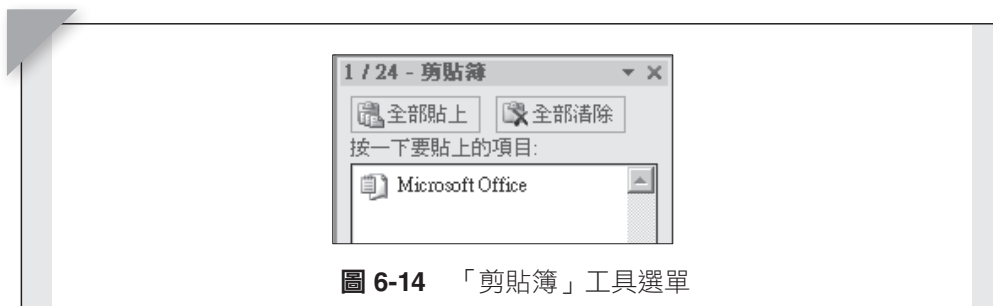 1 / 24 - 剪貼簿
全部貼上 全部清除
按一下要貼上的項目:
Microsoft Office
圖 6-14 「剪貼簿」工具選單